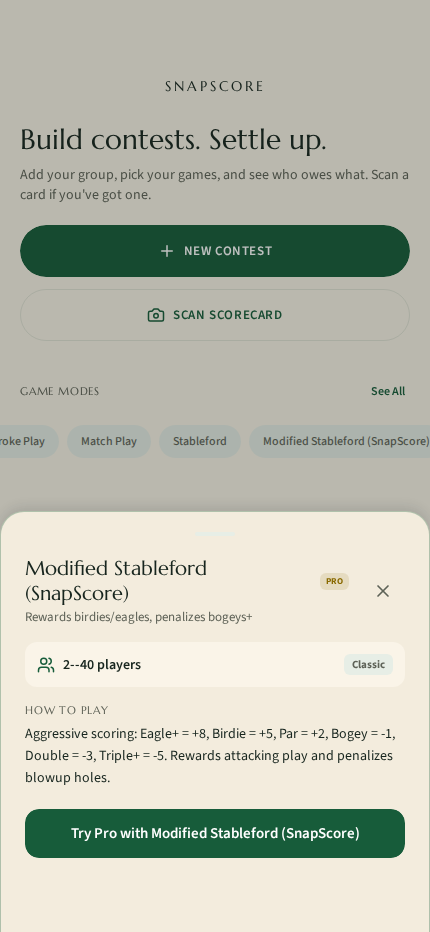 SNAPSCORE
Build contests. Settle up.
Add your group, pick your games, and see who owes what. Scan a
card if you've got one.
NEW CONTEST
SCAN SCORECARD
GAME MODES
See All
roke Play
Match Play
Stableford
Modified Stableford (SnapScore)
Modified Stableford
(SnapScore)
PRO
Rewards birdies/eagles, penalizes bogeys+
2--40 players
Classic
HOW TO PLAY
Aggressive scoring: Eagle+ = +8, Birdie = +5, Par = +2, Bogey = -1,
Double = -3, Triple+ = -5. Rewards attacking play and penalizes
blowup holes.
Try Pro with Modified Stableford (SnapScore)